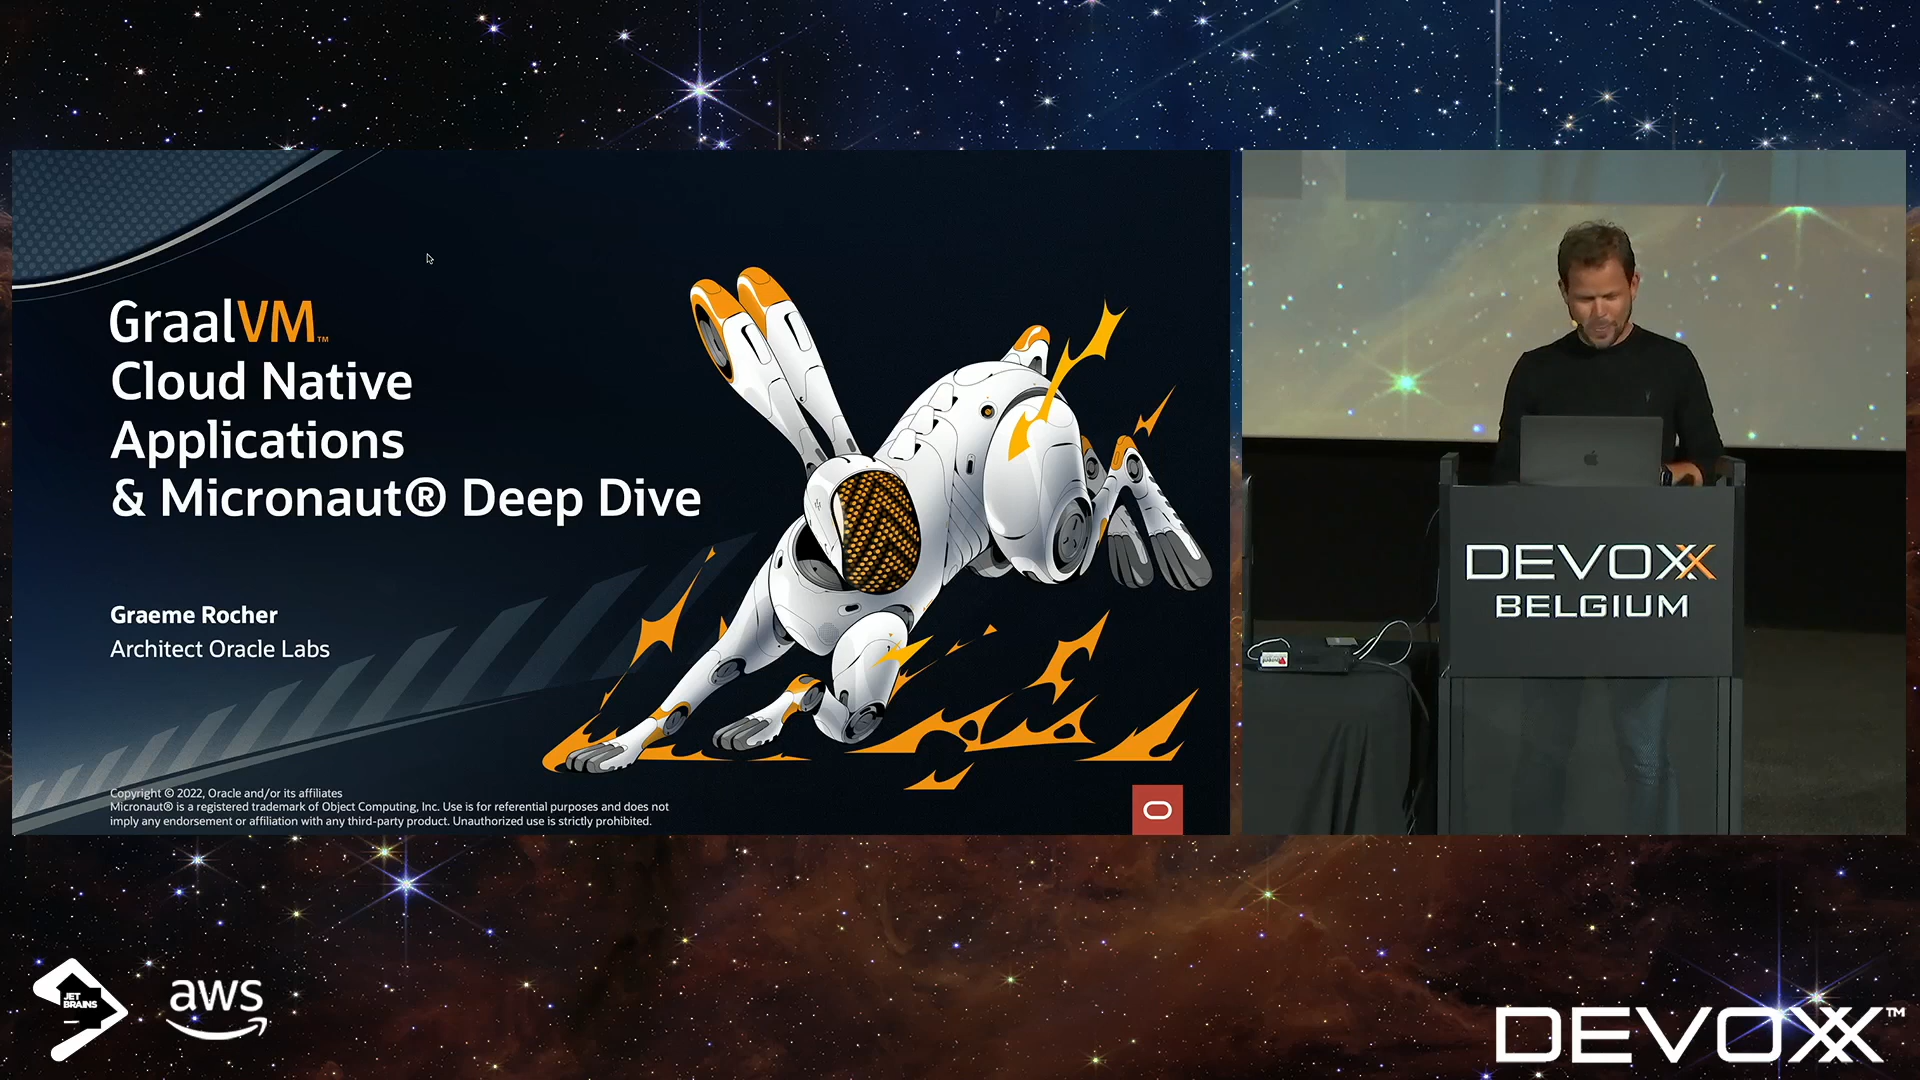 GraalVM™
Cloud Native
Applications
& Micronaut® Deep Dive
Graeme Rocher
Architect Oracle Labs
Copyright © 2022, Oracle and/or its affiliates
Micronaut® is a registered trademark of Object Computing, Inc. Use is for referential purposes and does not
imply any endorsement or affiliation with any third-party product. Unauthorized use is strictly prohibited.
DEVOXX
BELGIUM
JET
BRAINS
aws
DEVOXX™